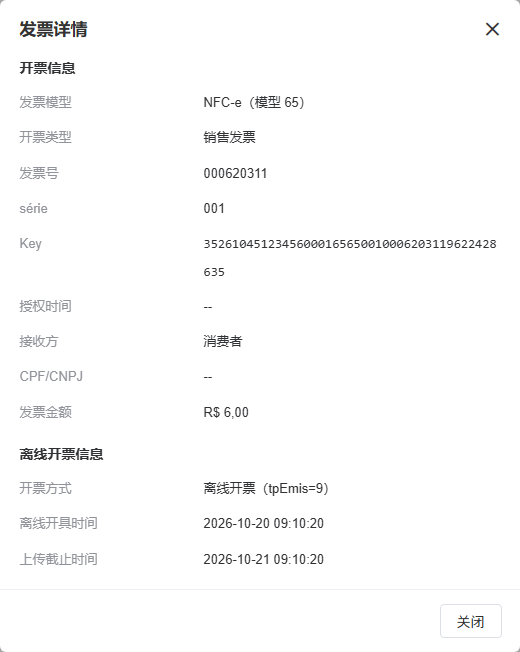 发票详情
开票信息
发票模型 NFC-e（模型 65）
开票类型 销售发票
发票号 000620311
série 001
Key 35261045123456000165650010006203119622428
635
授权时间 --
接收方 消费者
CPF/CNPJ --
发票金额 R$ 6,00
离线开票信息
开票方式 离线开票（tpEmis=9）
离线开具时间 2026-10-20 09:10:20
上传截止时间 2026-10-21 09:10:20
关闭